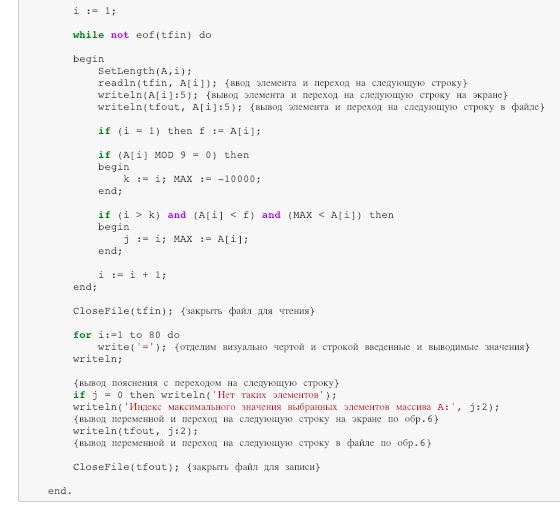 i := 1;
while not eof(tfin) do
begin
SetLength(A,i);
readln(tfin, A[i]); {ввод элемента и переход на следующую строку}
writeln(A[i]:5); {вывод элемента и переход на следующую строку на экране}
writeln(tfout, A[i]:5); {вывод элемента и переход на следующую строку в файле}
if (i = 1) then f := A[i];
if (A[i] MOD 9 = 0) then
begin
k := i; MAX := -10000;
end;
if (i > k) and (A[i] < f) and (MAX < A[i]) then
begin
j := i; MAX := A[i];
end;
i := i + 1;
end;
CloseFile(tfin); {закрыть файл для чтения}
for i:=1 to 80 do
write('='); {отделим визуально чертой и строкой введенные и выводимые значения}
writeln;
{вывод пояснения с переходом на следующую строку}
if j = 0 then writeln('Нет таких элементов');
writeln('Индекс максимального значения выбранных элементов массива A:', j:2);
{вывод переменной и переход на следующую строку на экране по обр.6}
writeln(tfout, j:2);
{вывод переменной и переход на следующую строку в файле по обр.6}
CloseFile(tfout); {закрыть файл для записи}
end.